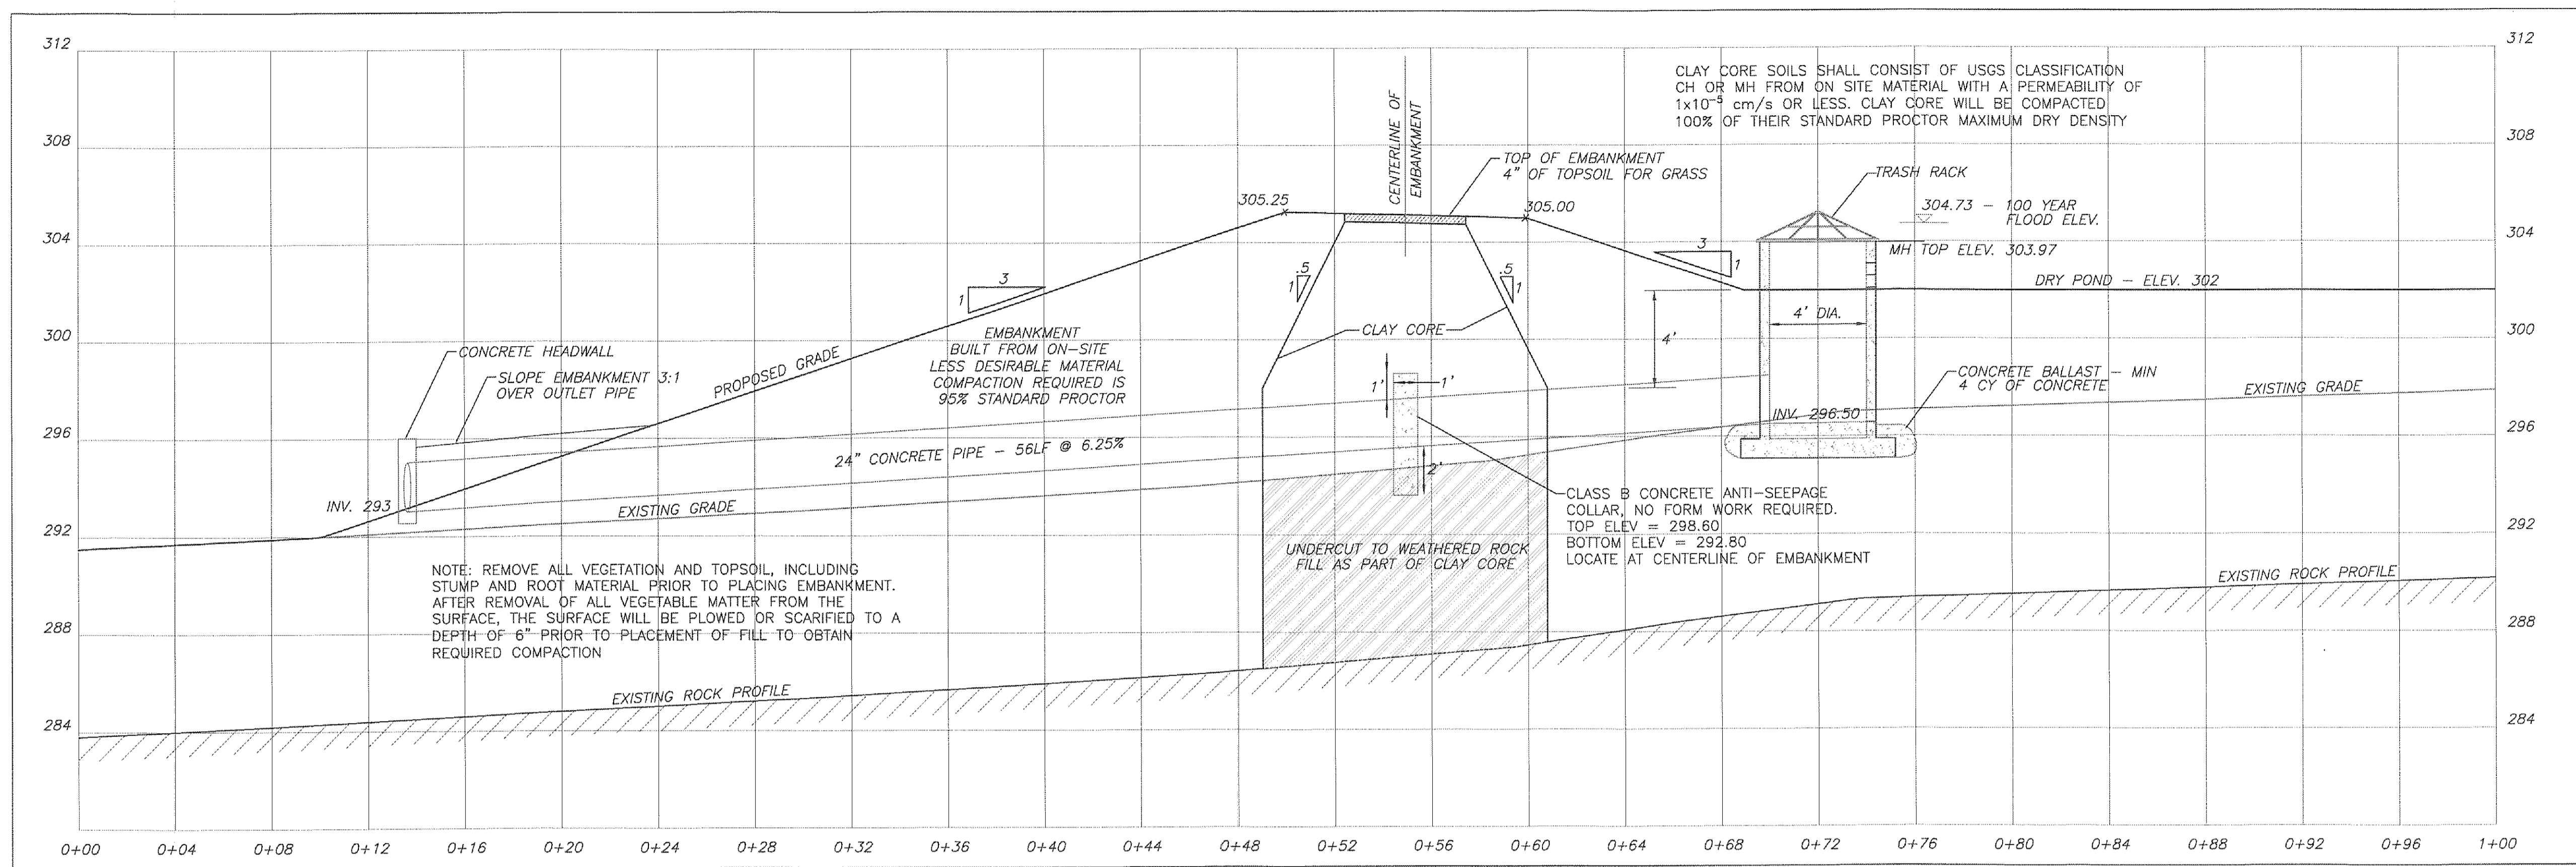 312
308
304
300
296
292
288
284
312
308
304
300
296
292
288
284
CLAY CORE SOILS SHALL CONSIST OF USGS CLASSIFICATION
CH OR MH FROM ON SITE MATERIAL WITH A PERMEABILITY OF
1x10⁻⁵ cm/s OR LESS. CLAY CORE WILL BE COMPACTED
100% OF THEIR STANDARD PROCTOR MAXIMUM DRY DENSITY
CENTERLINE OF
EMBANKMENT
TOP OF EMBANKMENT
4" OF TOPSOIL FOR GRASS
TRASH RACK
305.25
305.00
304.73 - 100 YEAR
FLOOD ELEV.
MH TOP ELEV. 303.97
DRY POND - ELEV. 302
3
1
.5
1
.5
1
3
1
4' DIA.
4'
CLAY CORE
EMBANKMENT
BUILT FROM ON-SITE
LESS DESIRABLE MATERIAL
COMPACTION REQUIRED IS
95% STANDARD PROCTOR
PROPOSED GRADE
CONCRETE HEADWALL
SLOPE EMBANKMENT 3:1
OVER OUTLET PIPE
1'
1'
CONCRETE BALLAST - MIN
4 CY OF CONCRETE
EXISTING GRADE
INV. 296.50
24" CONCRETE PIPE - 56LF @ 6.25%
2'
INV. 293
EXISTING GRADE
CLASS B CONCRETE ANTI-SEEPAGE
COLLAR, NO FORM WORK REQUIRED.
TOP ELEV = 298.60
BOTTOM ELEV = 292.80
LOCATE AT CENTERLINE OF EMBANKMENT
UNDERCUT TO WEATHERED ROCK
FILL AS PART OF CLAY CORE
NOTE: REMOVE ALL VEGETATION AND TOPSOIL, INCLUDING
STUMP AND ROOT MATERIAL PRIOR TO PLACING EMBANKMENT.
AFTER REMOVAL OF ALL VEGETABLE MATTER FROM THE
SURFACE, THE SURFACE WILL BE PLOWED OR SCARIFIED TO A
DEPTH OF 6" PRIOR TO PLACEMENT OF FILL TO OBTAIN
REQUIRED COMPACTION
EXISTING ROCK PROFILE
EXISTING ROCK PROFILE
0+00 0+04 0+08 0+12 0+16 0+20 0+24 0+28 0+32 0+36 0+40 0+44 0+48 0+52 0+56 0+60 0+64 0+68 0+72 0+76 0+80 0+84 0+88 0+92 0+96 1+00